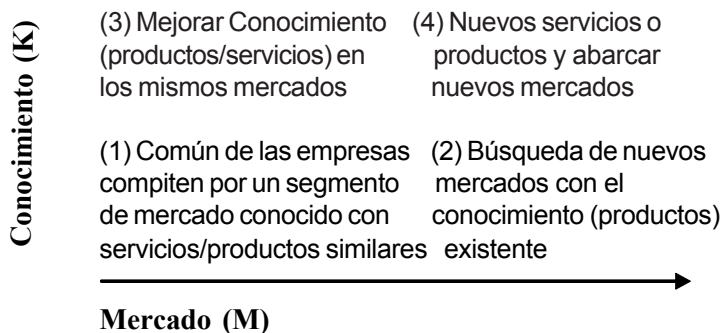 Conocimiento (K)
(3) Mejorar Conocimiento
(productos/servicios) en
los mismos mercados
(4) Nuevos servicios o
productos y abarcar
nuevos mercados
(1) Común de las empresas
compiten por un segmento
de mercado conocido con
servicios/productos similares
(2) Búsqueda de nuevos
mercados con el
conocimiento (productos)
existente
Mercado (M)